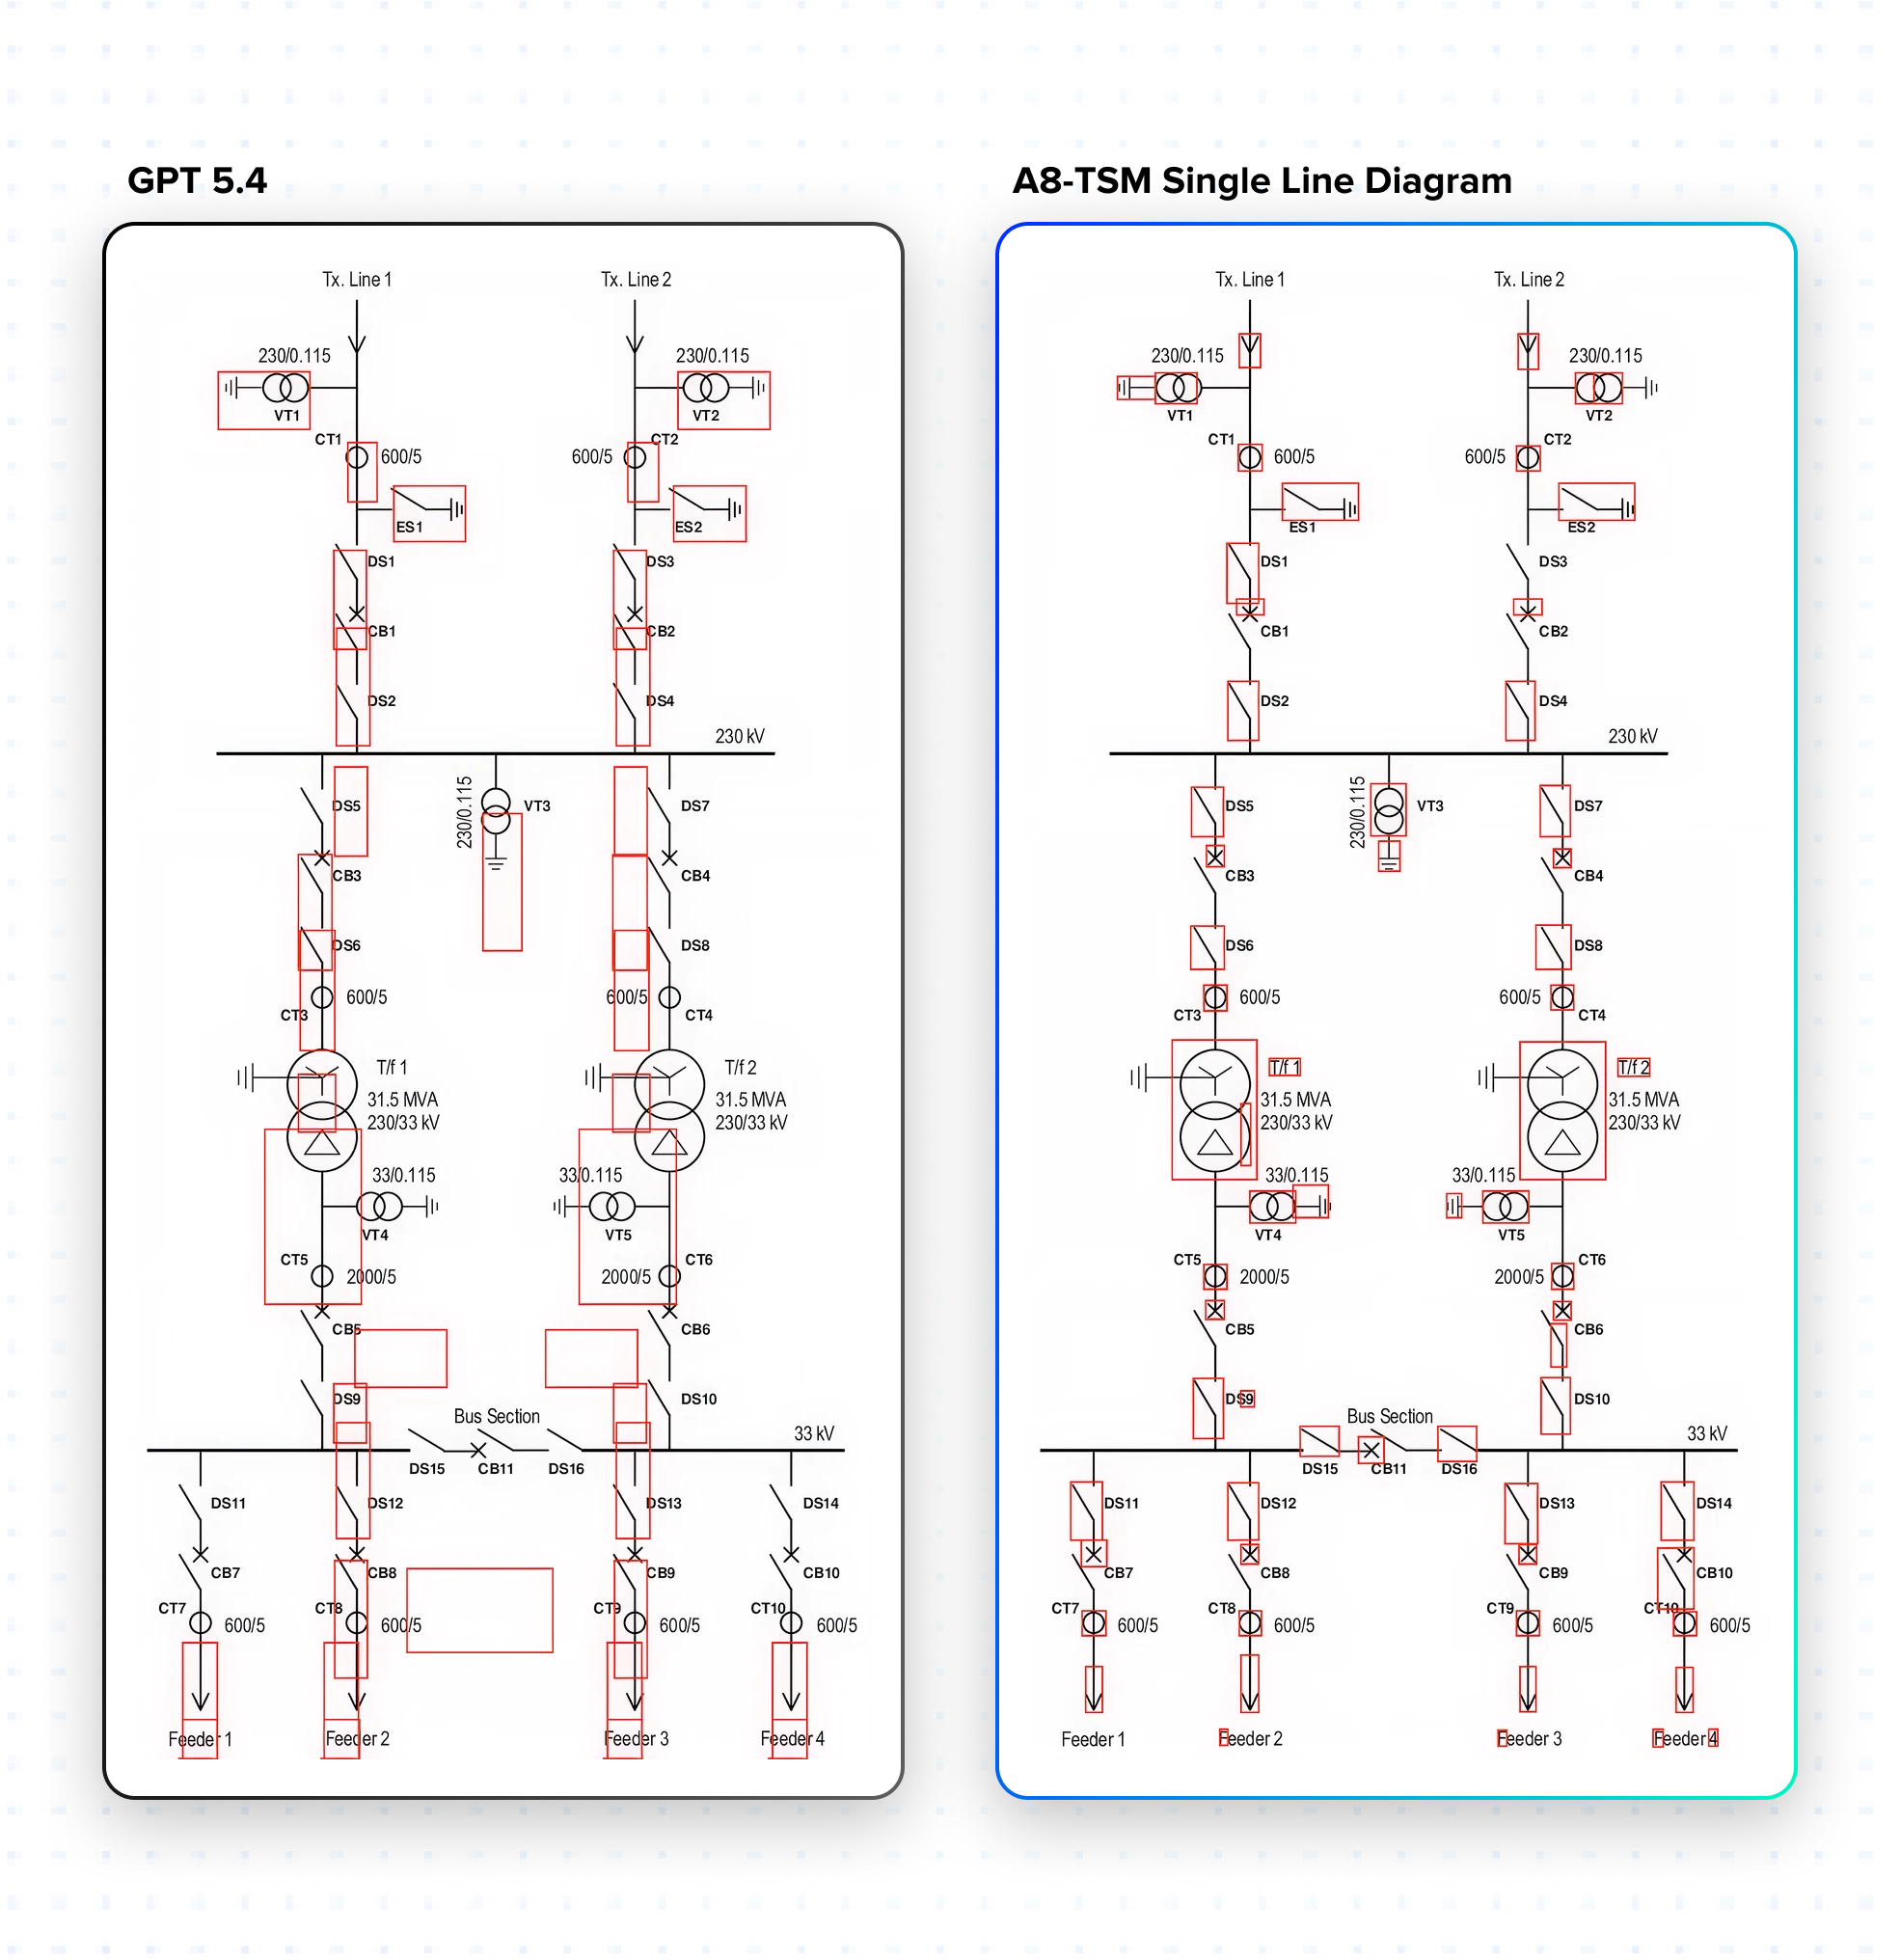 GPT 5.4
Tx. Line 1
Tx. Line 2
230/0.115
230/0.115
VT1
VT2
CT1
600/5
600/5
CT2
ES1
ES2
DS1
DS3
CB1
CB2
DS2
DS4
230 kV
DS5
230/0.115
VT3
DS7
CB3
CB4
DS6
DS8
600/5
600/5
CT3
CT4
T/f 1
T/f 2
31.5 MVA
31.5 MVA
230/33 kV
230/33 kV
33/0.115
33/0.115
VT4
VT5
CT5
CT6
2000/5
2000/5
CB5
CB6
DS9
DS10
Bus Section
33 kV
DS15
CB11
DS16
DS11
DS12
DS13
DS14
CB7
CB8
CB9
CB10
CT7
600/5
CT8
600/5
CT9
600/5
CT10
600/5
Feeder 1
Feeder 2
Feeder 3
Feeder 4
A8-TSM Single Line Diagram
Tx. Line 1
Tx. Line 2
230/0.115
230/0.115
VT1
VT2
CT1
600/5
600/5
CT2
ES1
ES2
DS1
DS3
CB1
CB2
DS2
DS4
230 kV
DS5
230/0.115
VT3
DS7
CB3
CB4
DS6
DS8
600/5
600/5
CT3
CT4
T/f 1
T/f 2
31.5 MVA
31.5 MVA
230/33 kV
230/33 kV
33/0.115
33/0.115
VT4
VT5
CT5
CT6
2000/5
2000/5
CB5
CB6
DS9
DS10
Bus Section
33 kV
DS15
CB11
DS16
DS11
DS12
DS13
DS14
CB7
CB8
CB9
CB10
CT7
600/5
CT8
600/5
CT9
600/5
CT10
600/5
Feeder 1
Feeder 2
Feeder 3
Feeder 4